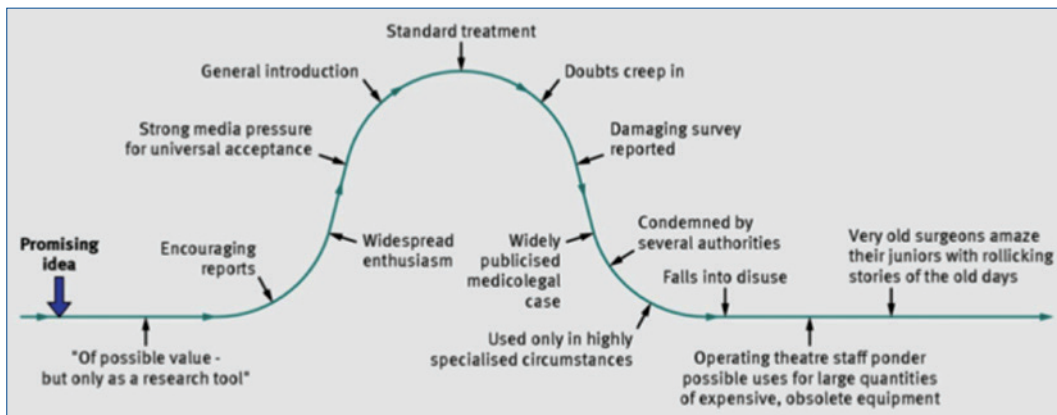 Promising
idea
"Of possible value -
but only as a research tool"
Encouraging
reports
Widespread
enthusiasm
Strong media pressure
for universal acceptance
General introduction
Standard treatment
Doubts creep in
Damaging survey
reported
Widely
publicised
medicolegal
case
Condemned by
several authorities
Used only in highly
specialised circumstances
Falls into disuse
Operating theatre staff ponder
possible uses for large quantities
of expensive, obsolete equipment
Very old surgeons amaze
their juniors with rollicking
stories of the old days